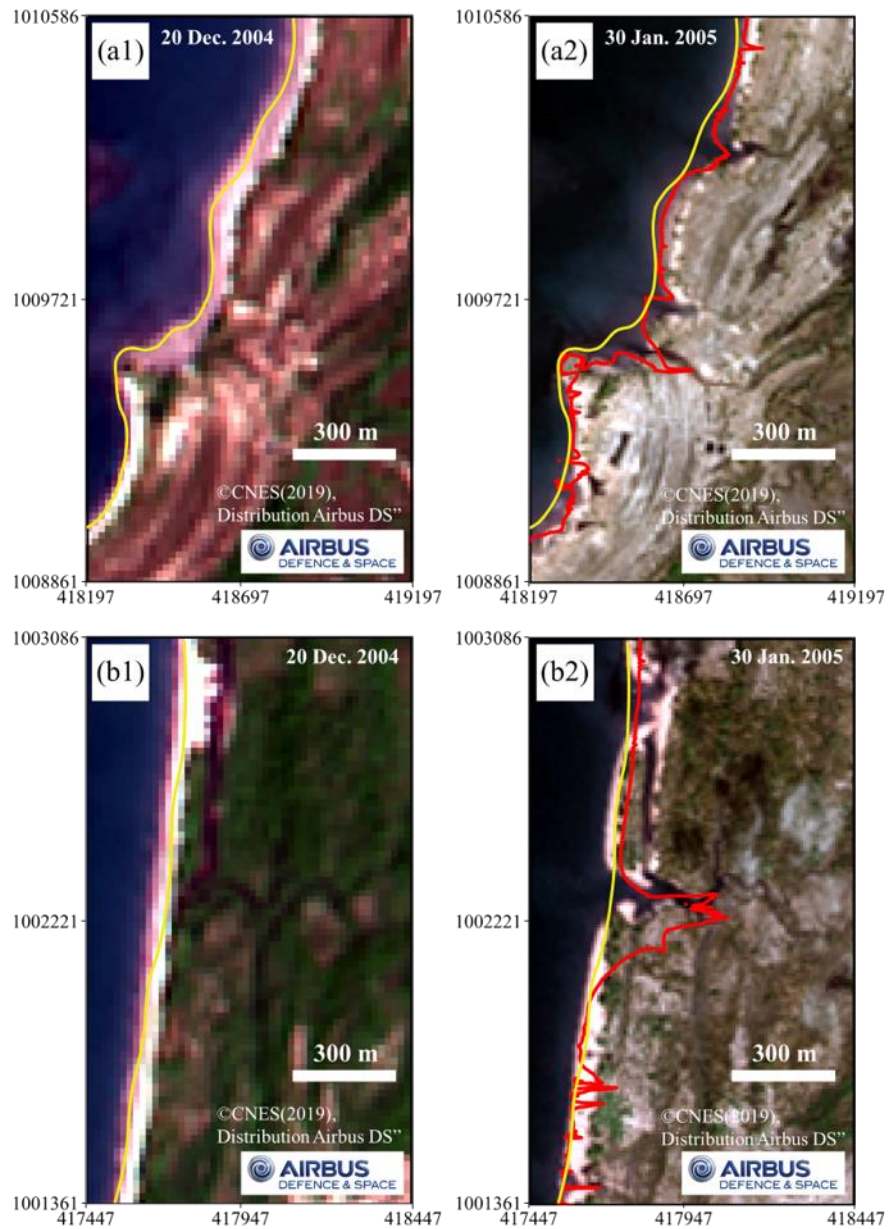 1010586
(a1)
20 Dec. 2004
(a2)
30 Jan. 2005
1009721
1009721
300 m
300 m
©CNES(2019),
Distribution Airbus DS”
©CNES(2019),
Distribution Airbus DS”
AIRBUS
DEFENCE & SPACE
AIRBUS
DEFENCE & SPACE
1008861
1008861
418197
418697
419197
418197
418697
419197
1010586
1003086
(b1)
20 Dec. 2004
1003086
(b2)
30 Jan. 2005
1002221
1002221
300 m
300 m
©CNES(2019),
Distribution Airbus DS”
©CNES(2019),
Distribution Airbus DS”
AIRBUS
DEFENCE & SPACE
AIRBUS
DEFENCE & SPACE
1001361
1001361
417447
417947
418447
417447
417947
418447